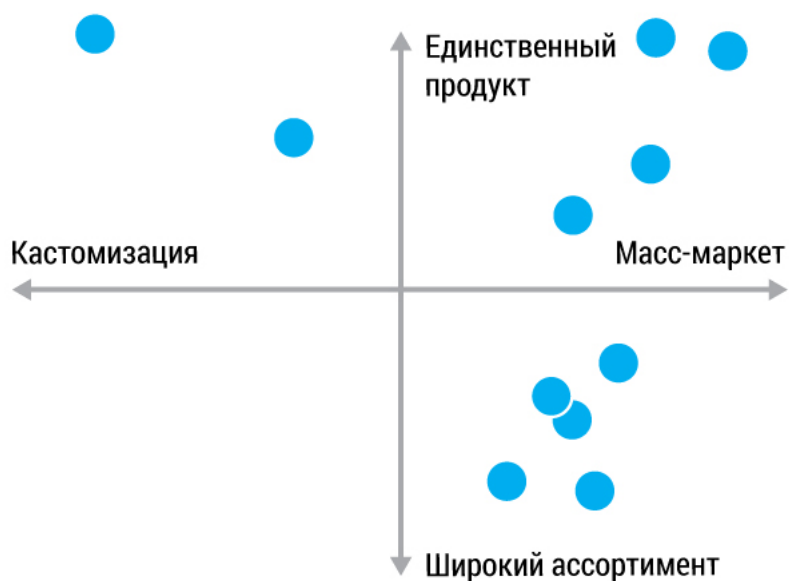 Единственный
продукт
Кастомизация
Масс-маркет
Широкий ассортимент